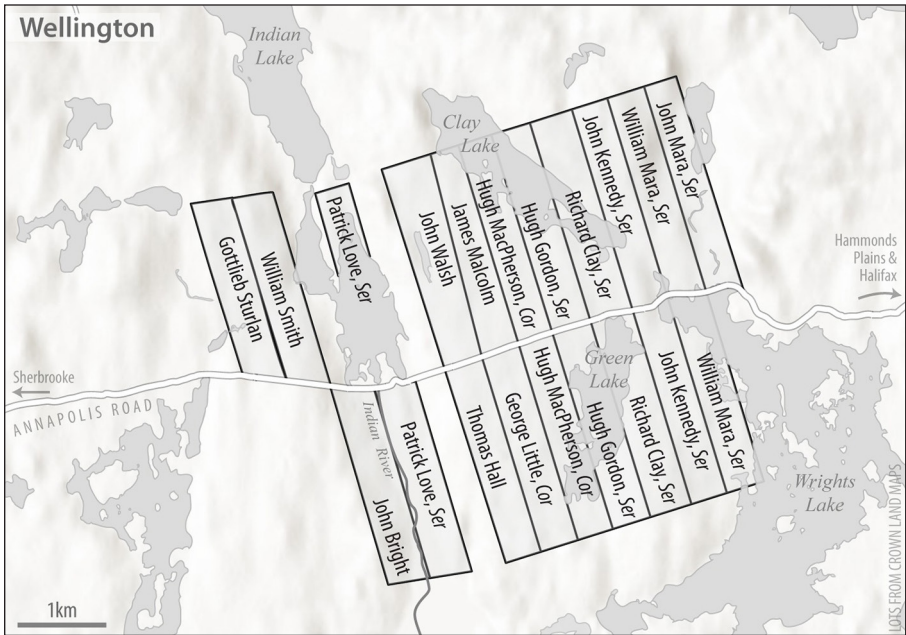 Wellington
Indian
Lake
Clay
Lake
John Mara, Ser
William Mara, Ser
John Kennedy, Ser
Richard Clay, Ser
Hugh Gordon, Ser
Hugh MacPherson, Cor
James Malcolm
John Walsh
Patrick Love, Ser
William Smith
Gottlieb Sturlan
Hammonds
Plains &
Halifax
Sherbrooke
ANNAPOLIS ROAD
Green
Lake
Indian River
John Bright
Patrick Love, Ser
Thomas Hall
George Little, Cor
Hugh MacPherson, Cor
Hugh Gordon, Ser
Richard Clay, Ser
John Kennedy, Ser
William Mara, Ser
Wrights
Lake
1km
LOTS FROM CROWN LAND MAPS